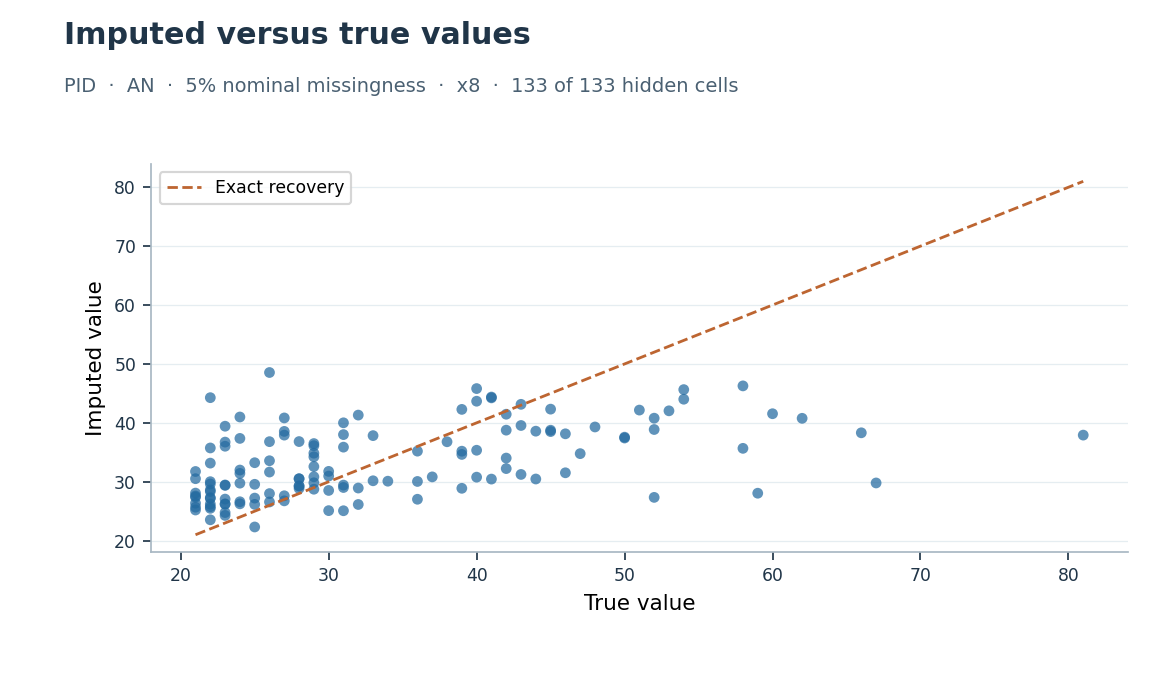 Imputed versus true values
PID · AN · 5% nominal missingness · x8 · 133 of 133 hidden cells
Exact recovery
80
70
60
50
40
30
20
Imputed value
20 30 40 50 60 70 80
True value